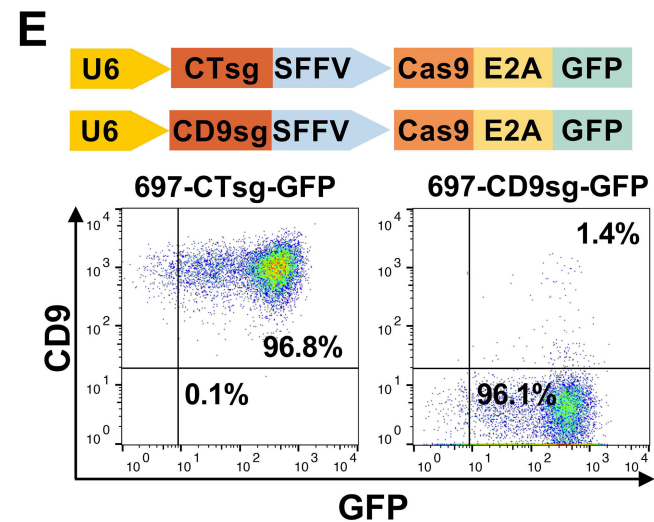 E
U6 CTsg SFFV Cas9 E2A GFP
U6 CD9sg SFFV Cas9 E2A GFP
697-CTsg-GFP 697-CD9sg-GFP
CD9
10^4
10^3
10^2
10^1
10^0
96.8%
0.1%
1.4%
96.1%
10^4
10^3
10^2
10^1
10^0
10^0 10^1 10^2 10^3 10^4
10^0 10^1 10^2 10^3 10^4
GFP